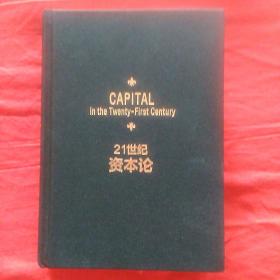 CAPITAL
in the Twenty-First Century
21世纪
资本论